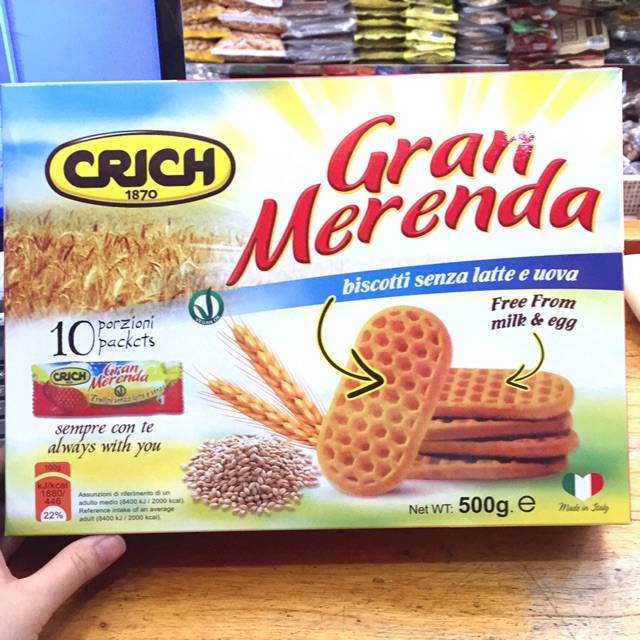 CRICH
1870
Gran
Merenda
biscotti senza latte e uova
Free From
milk & egg
10 porzioni
packets
CRICH
Gran
Merenda
sempre con te
always with you
100g
kJ/kcal
1880/
446
22%
Assunzioni di riferimento di un
adulto medio (8400 kJ / 2000 kcal).
Reference intake of an average
adult (8400 kJ / 2000 kcal).
Net WT: 500g. e
Made in Italy